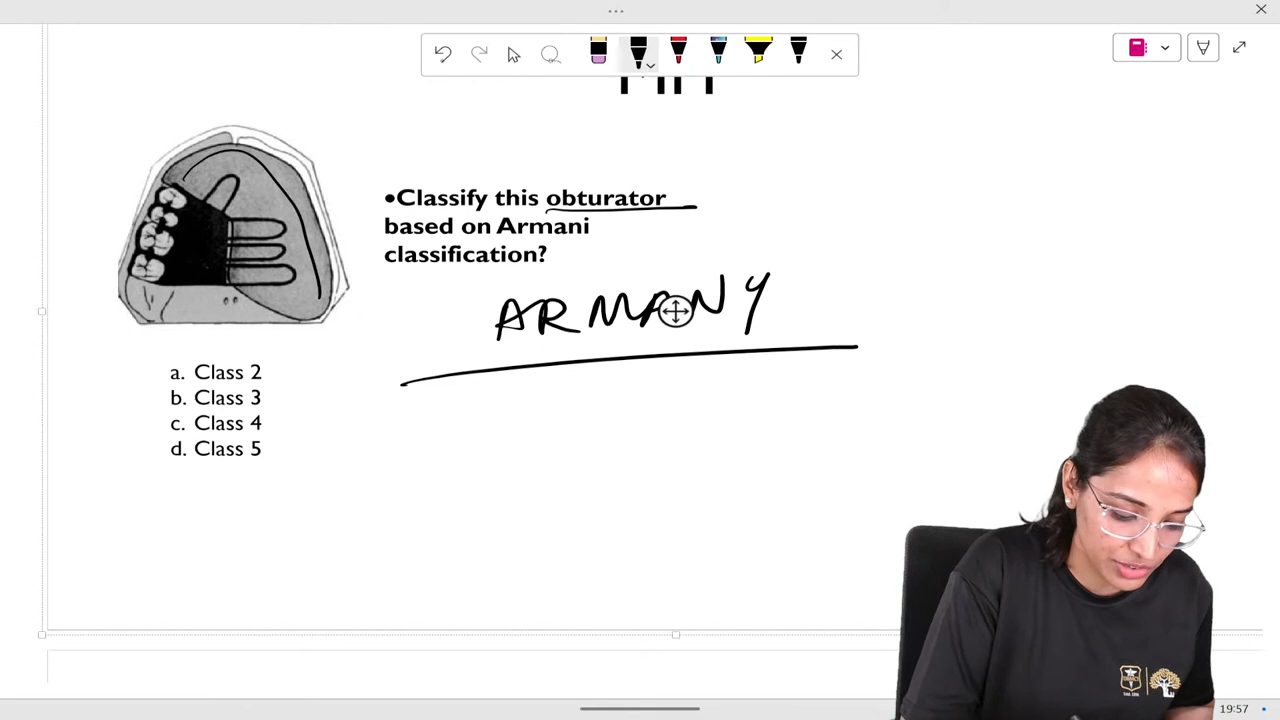 •Classify this obturator
based on Armani
classification?
ARMANY
a. Class 2
b. Class 3
c. Class 4
d. Class 5
19:57